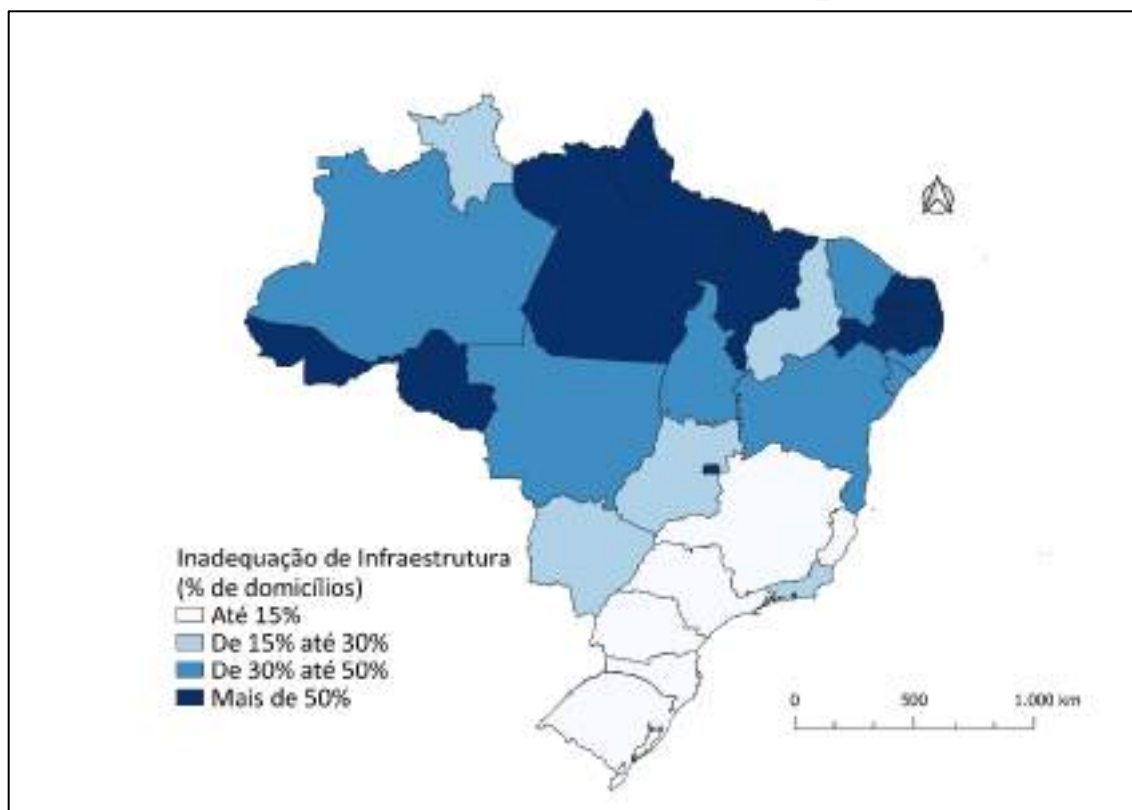 Inadequação de Infraestrutura
(% de domicílios)
Até 15%
De 15% até 30%
De 30% até 50%
Mais de 50%
0 500 1.000 km